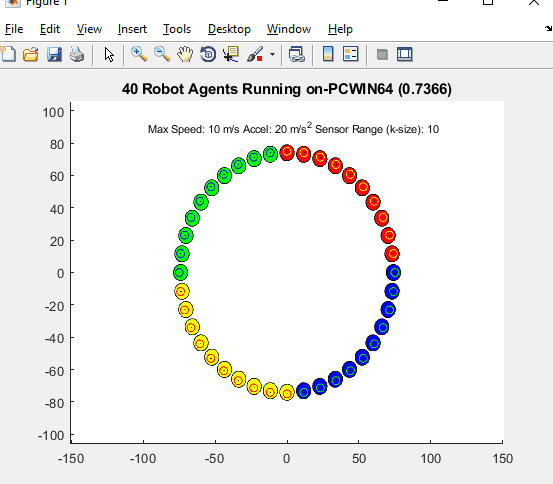 Figure 1
File Edit View Insert Tools Desktop Window Help
40 Robot Agents Running on-PCWIN64 (0.7366)
Max Speed: 10 m/s Accel: 20 m/s² Sensor Range (k-size): 10
100
80
60
40
20
0
-20
-40
-60
-80
-100
-150 -100 -50 0 50 100 150